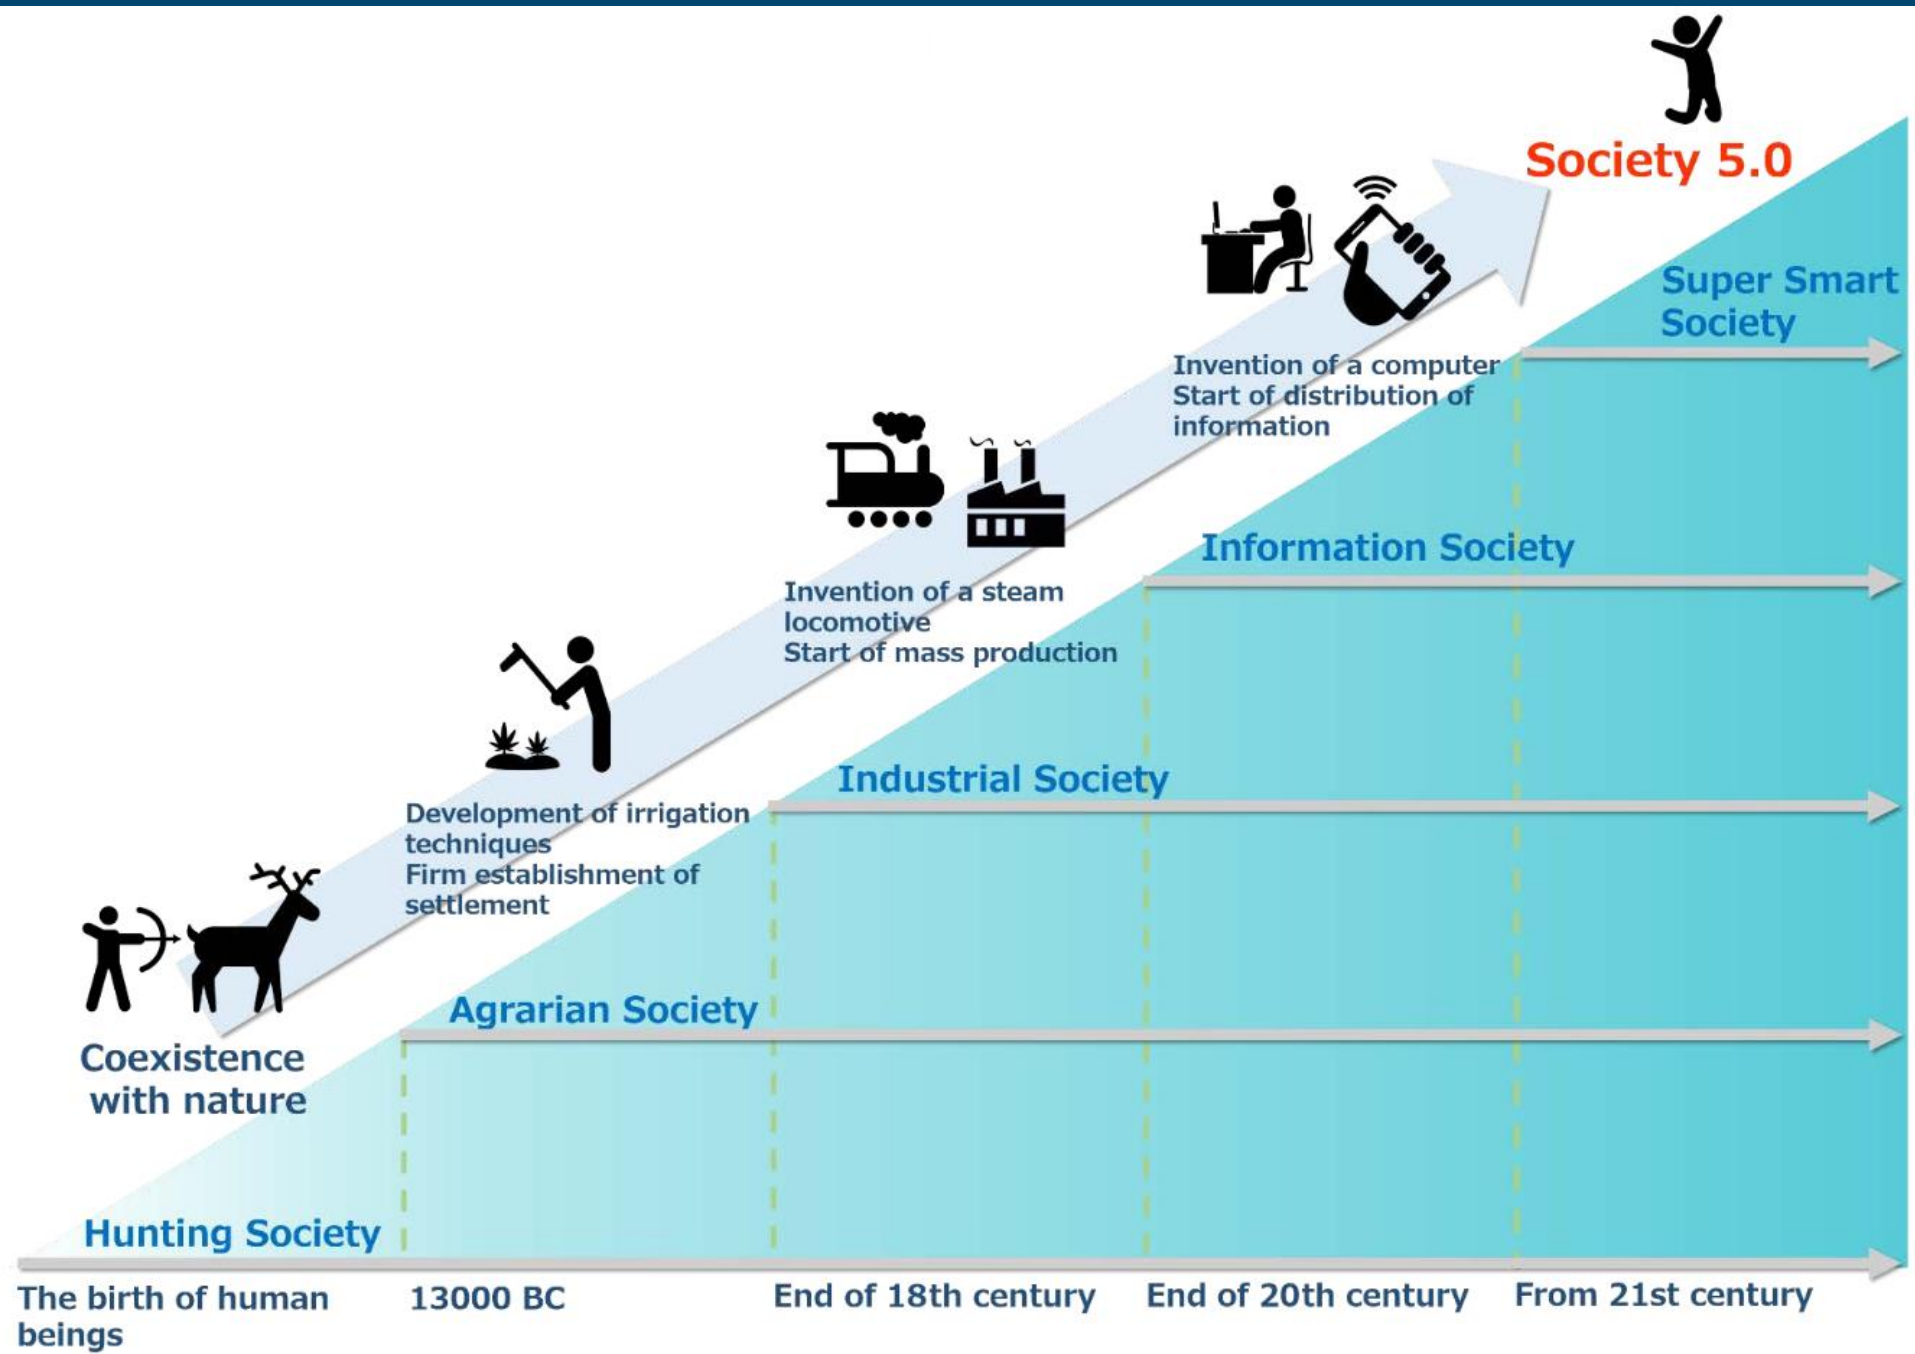 Society 5.0
Super Smart
Society
Invention of a computer
Start of distribution of
information
Information Society
Invention of a steam
locomotive
Start of mass production
Industrial Society
Development of irrigation
techniques
Firm establishment of
settlement
Agrarian Society
Coexistence
with nature
Hunting Society
The birth of human
beings
13000 BC
End of 18th century
End of 20th century
From 21st century